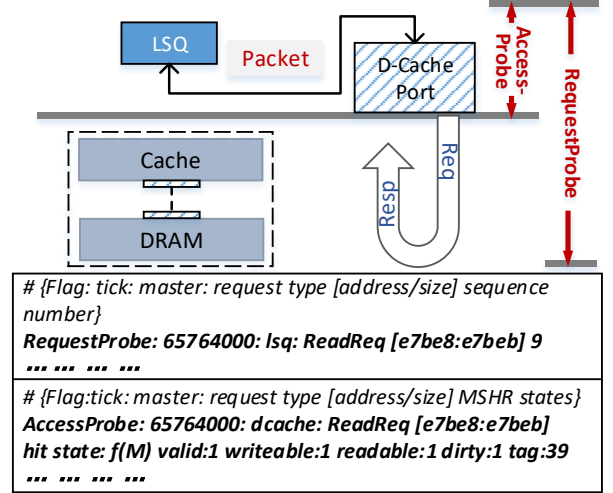 LSQ
Packet
D-Cache
Port
Access-
Probe
RequestProbe
Cache
DRAM
Req
Resp
# {Flag: tick: master: request type [address/size] sequence
number}
RequestProbe: 65764000: lsq: ReadReq [e7be8:e7beb] 9
… … … …
# {Flag:tick: master: request type [address/size] MSHR states}
AccessProbe: 65764000: dcache: ReadReq [e7be8:e7beb]
hit state: f(M) valid:1 writeable:1 readable:1 dirty:1 tag:39
… … … …